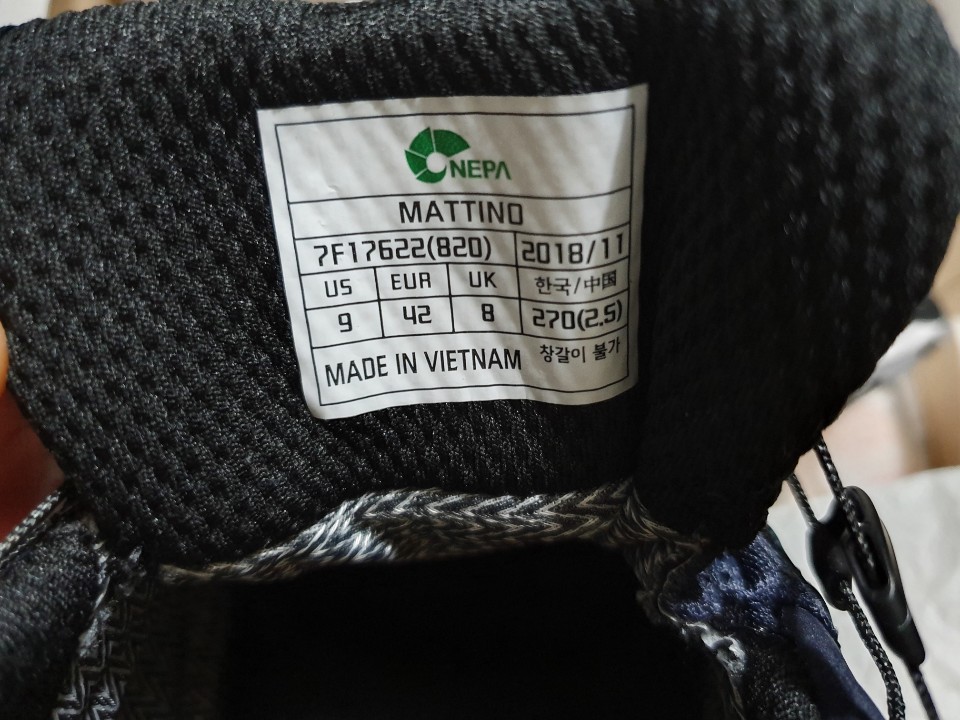 NEPA
MATTINO
7F17622(820) 2018/11
US EUR UK 한국/中国
9 42 8 270(2.5)
MADE IN VIETNAM 창갈이 불가